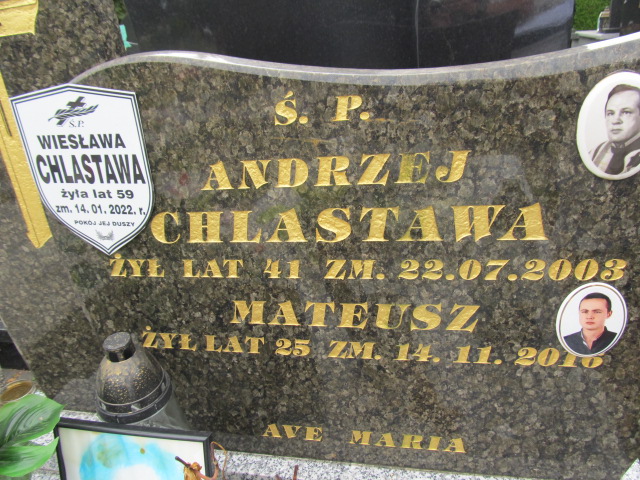 Ś.P.
WIESŁAWA
CHLASTAWA
żyła lat 59
zm. 14. 01. 2022. r.
POKÓJ JEJ DUSZY
Ś. P.
ANDRZEJ
CHLASTAWA
ŻYŁ LAT 41 ZM. 22.07.2003
MATEUSZ
ŻYŁ LAT 25 ZM. 14. 11. 2016
AVE MARIA